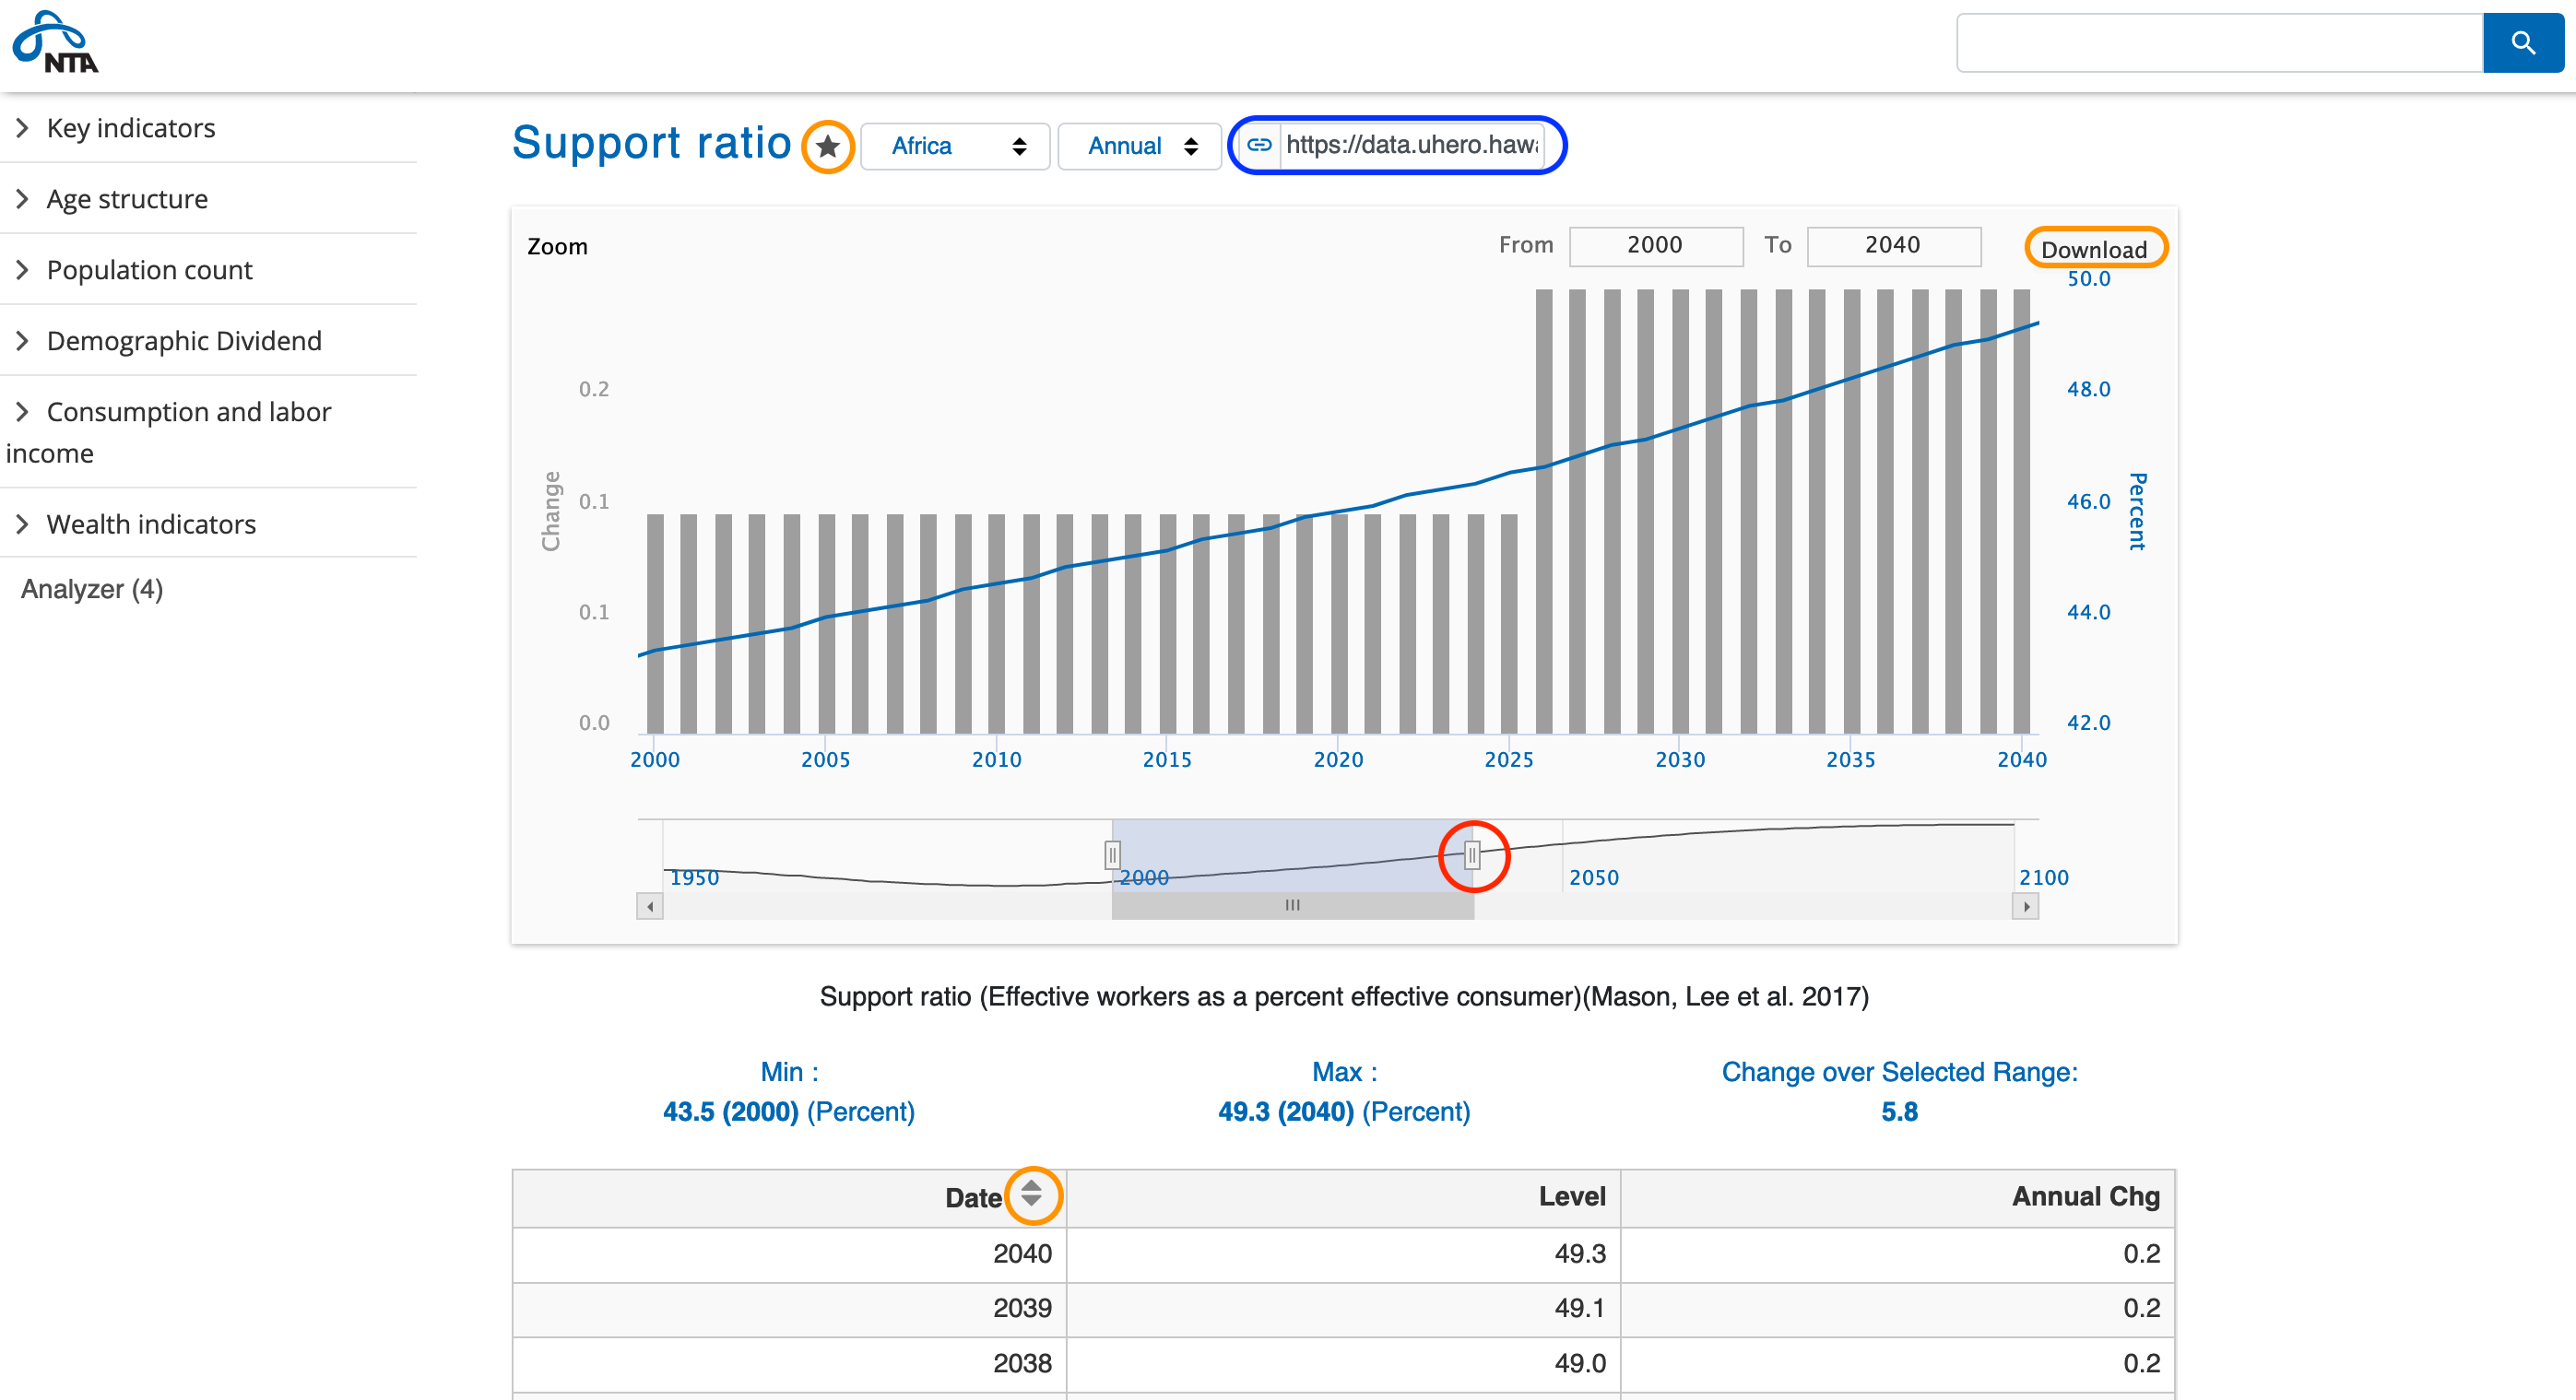 NTA
Key indicators
Age structure
Population count
Demographic Dividend
Consumption and labor
income
Wealth indicators
Analyzer (4)
Support ratio Africa Annual https://data.uhero.haw
Zoom From 2000 To 2040 Download
50.0
0.2 48.0
0.1 46.0
Change
Percent
0.1 44.0
0.0 42.0
2000 2005 2010 2015 2020 2025 2030 2035 2040
1950 2000 2050 2100
Support ratio (Effective workers as a percent effective consumer)(Mason, Lee et al. 2017)
Min : Max : Change over Selected Range:
43.5 (2000) (Percent) 49.3 (2040) (Percent) 5.8
Date Level Annual Chg
2040 49.3 0.2
2039 49.1 0.2
2038 49.0 0.2